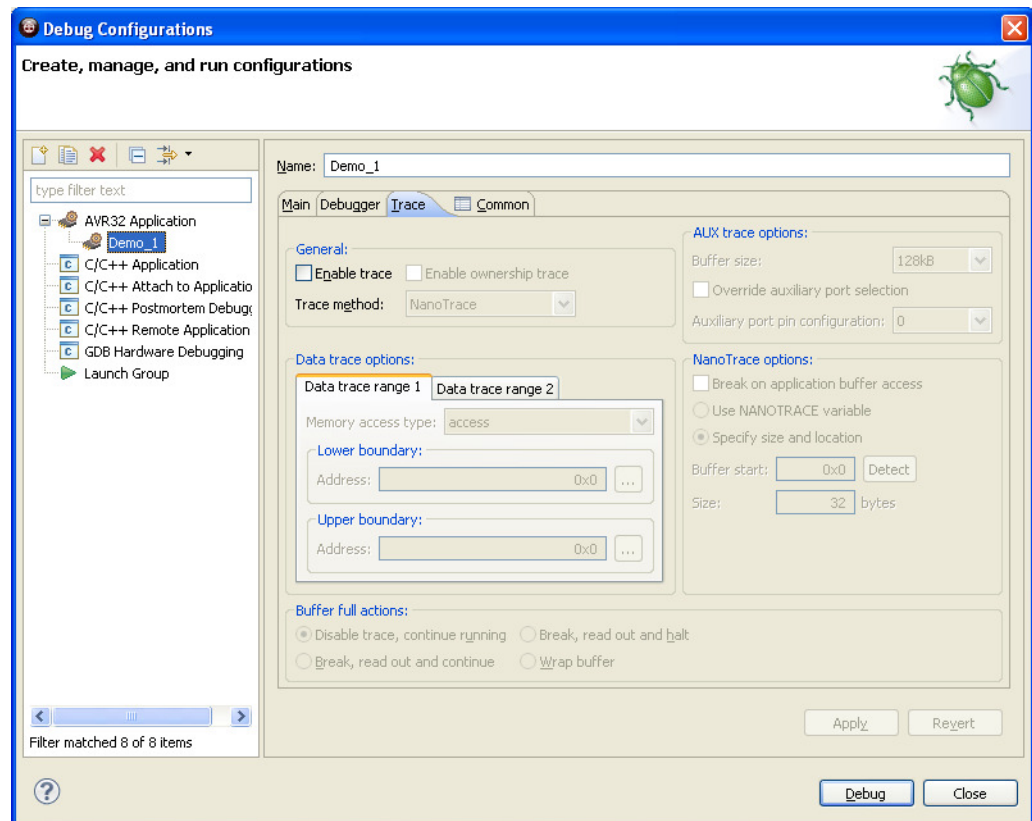 Debug Configurations
Create, manage, and run configurations
type filter text
AVR32 Application
Demo_1
C/C++ Application
C/C++ Attach to Applicatio
C/C++ Postmortem Debug
C/C++ Remote Application
GDB Hardware Debugging
Launch Group
Filter matched 8 of 8 items
Name: Demo_1
Main Debugger Trace Common
General:
Enable trace Enable ownership trace
Trace method: NanoTrace
AUX trace options:
Buffer size: 128kB
Override auxiliary port selection
Auxiliary port pin configuration: 0
Data trace options:
Data trace range 1 Data trace range 2
Memory access type: access
Lower boundary:
Address: 0x0 ...
Upper boundary:
Address: 0x0 ...
NanoTrace options:
Break on application buffer access
Use NANOTRACE variable
Specify size and location
Buffer start: 0x0 Detect
Size: 32 bytes
Buffer full actions:
Disable trace, continue running Break, read out and halt
Break, read out and continue Wrap buffer
Apply Revert
Debug Close